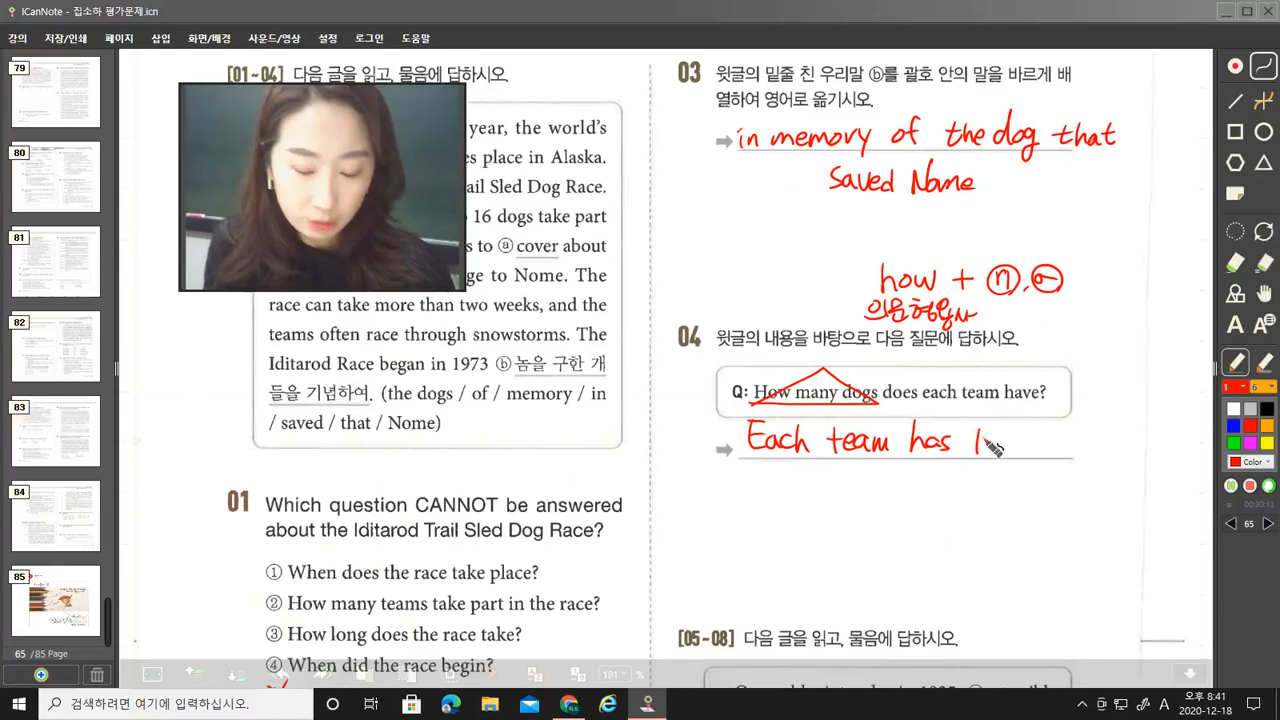 ICanNote - 집소하 평가문제.icn
강의 저장/인쇄 페이지 삽입 화면/배경 사운드/영상 설정 로그인 도움말
79
80
81
82
83
84
85
65 /85 Page
다음 글을 읽고, 물음에 답하시오.
year, the world's
place in Alaska.
Sled Dog Race.
16 dogs take part
to ⓐ cover about
to Nome. The
race can take more than two weeks, and the
teams often race through snowstorms. The
Iditarod Race began in 1973 ⓑ 놈을 구한 개
들을 기념하여. (the dogs / of / memory / in
/ saved / that / Nome)
Which question CANNOT be answered
about the Iditarod Trail Sled Dog Race?
① When does the race take place?
② How many teams take part in the race?
③ How long does the race take?
④ When did the race begin?
03 윗글의 밑줄 친 우리말 ⓑ를 괄호 안의 말을 바르게 배
열하여 영어로 옮기시오.
in memory of the dog that
saved Nome
how + ⓝ,
의문형용사
04 윗글의 내용을 바탕으로 다음 질문에 답하시오.
Q: How many dogs does each team have?
Each team has 1
[05~08] 다음 글을 읽고, 물음에 답하시오.
1 6
Color
00:30:12
65
181 %
검색하려면 여기에 입력하십시오.
A 오후 8:41
2020-12-18